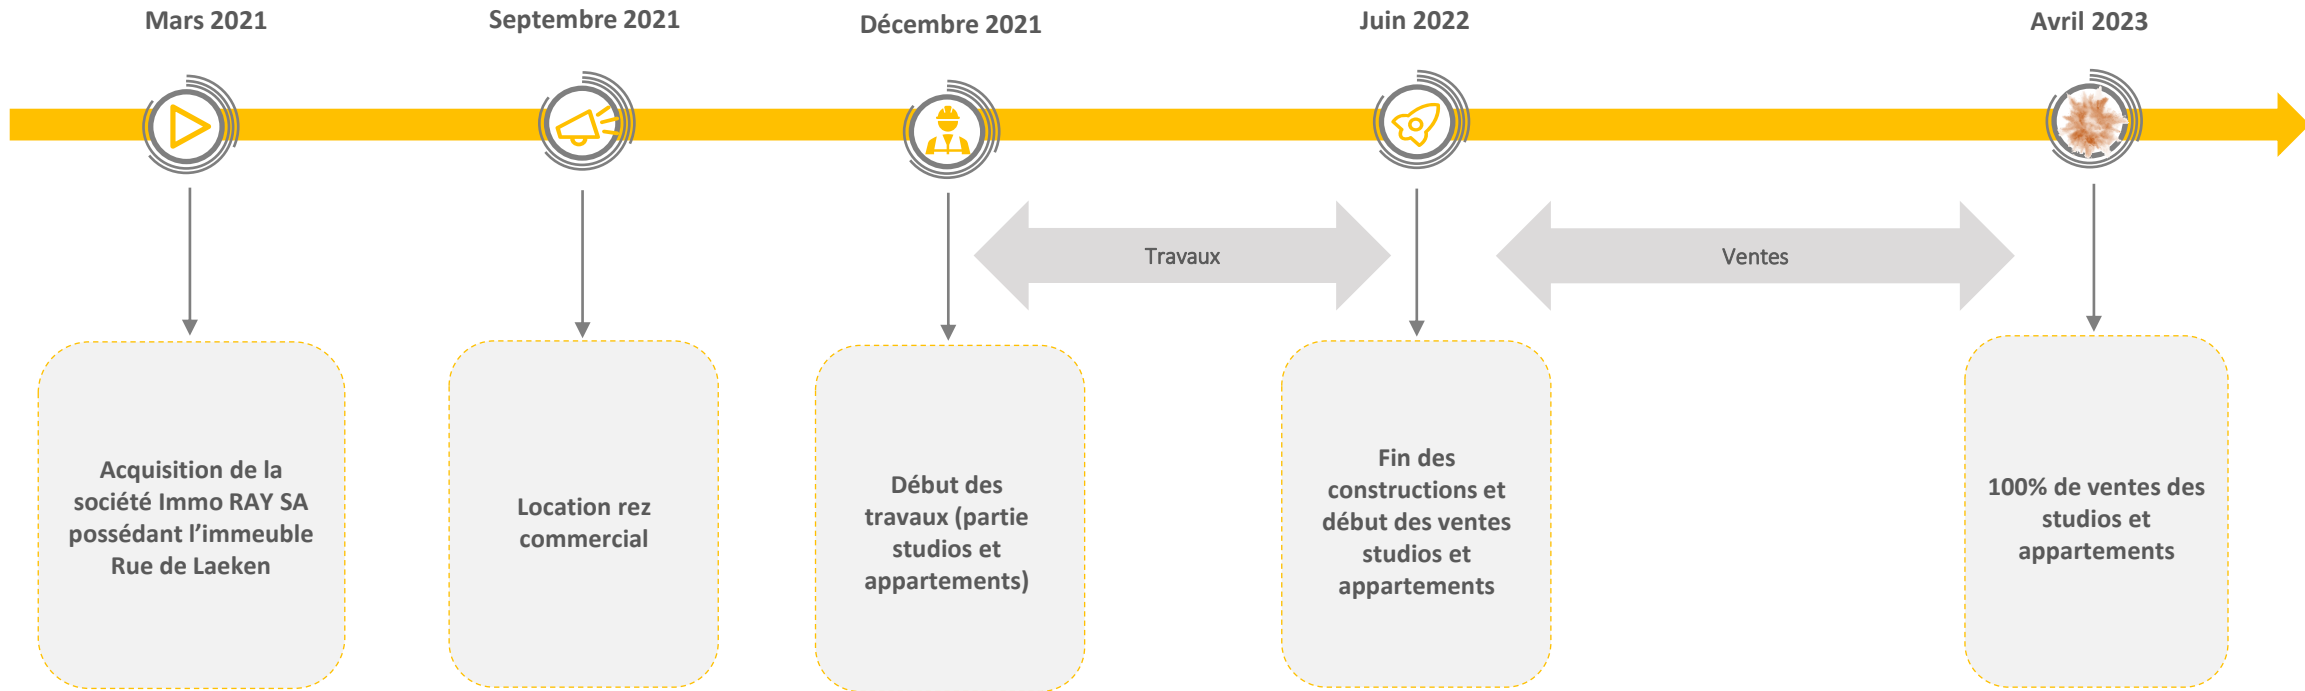 Mars 2021
Septembre 2021
Décembre 2021
Juin 2022
Avril 2023
Travaux
Ventes
Acquisition de la
société Immo RAY SA
possédant l’immeuble
Rue de Laeken
Location rez
commercial
Début des
travaux (partie
studios et
appartements)
Fin des
constructions et
début des ventes
studios et
appartements
100% de ventes des
studios et
appartements